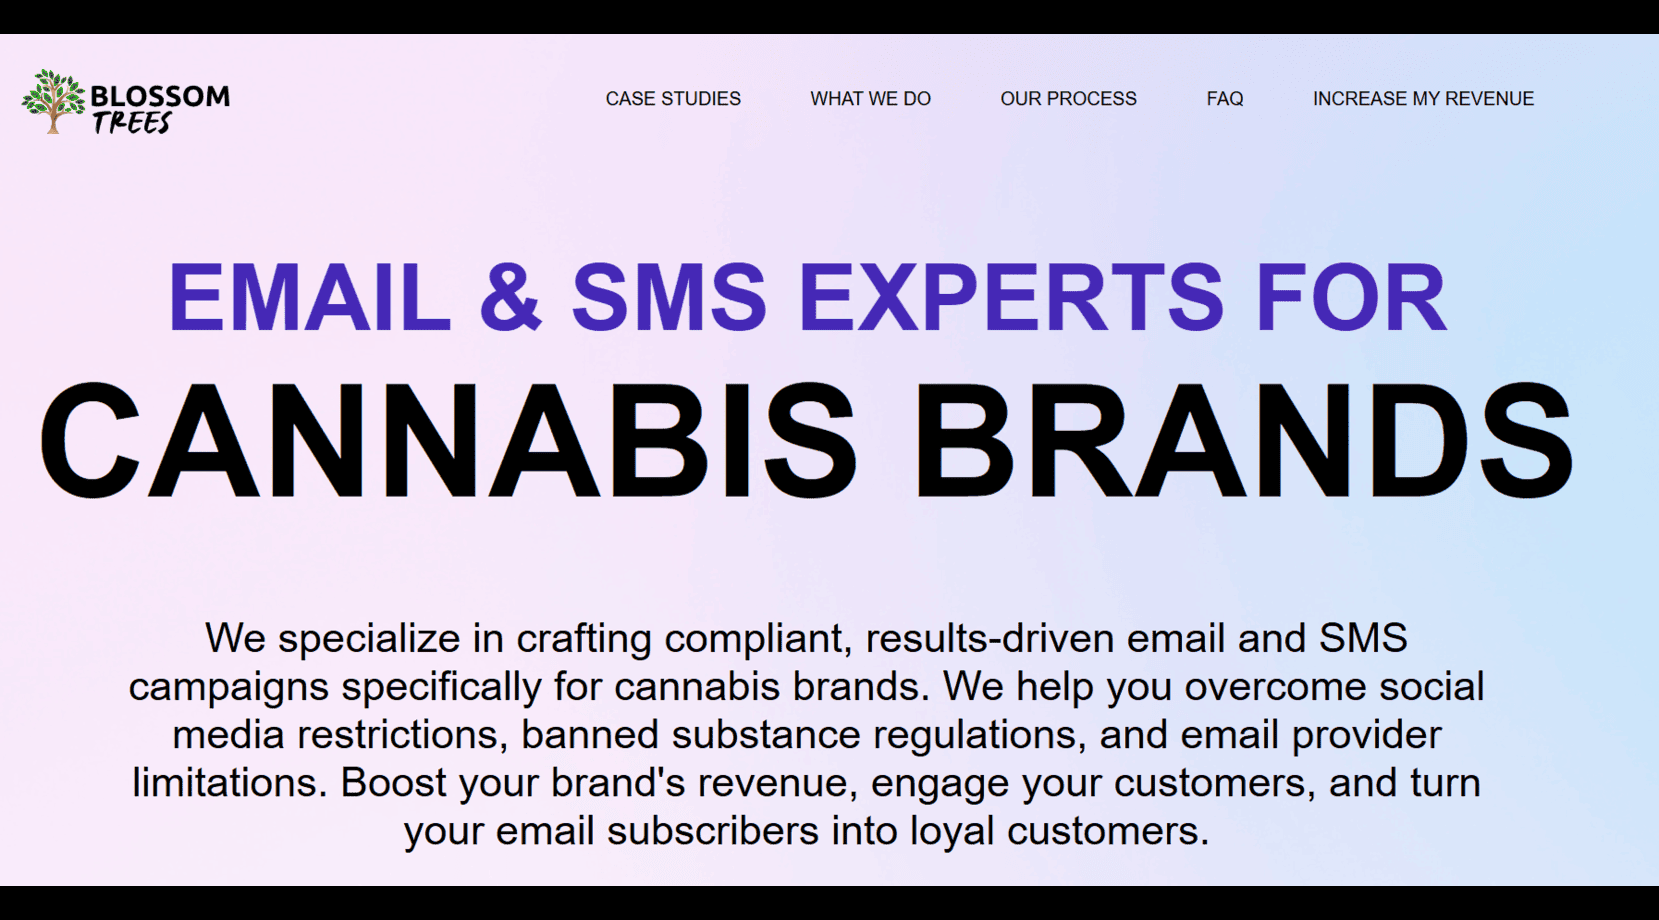 BLOSSOM
TREES
CASE STUDIES
WHAT WE DO
OUR PROCESS
FAQ
INCREASE MY REVENUE
EMAIL & SMS EXPERTS FOR
CANNABIS BRANDS
We specialize in crafting compliant, results-driven email and SMS
campaigns specifically for cannabis brands. We help you overcome social
media restrictions, banned substance regulations, and email provider
limitations. Boost your brand's revenue, engage your customers, and turn
your email subscribers into loyal customers.